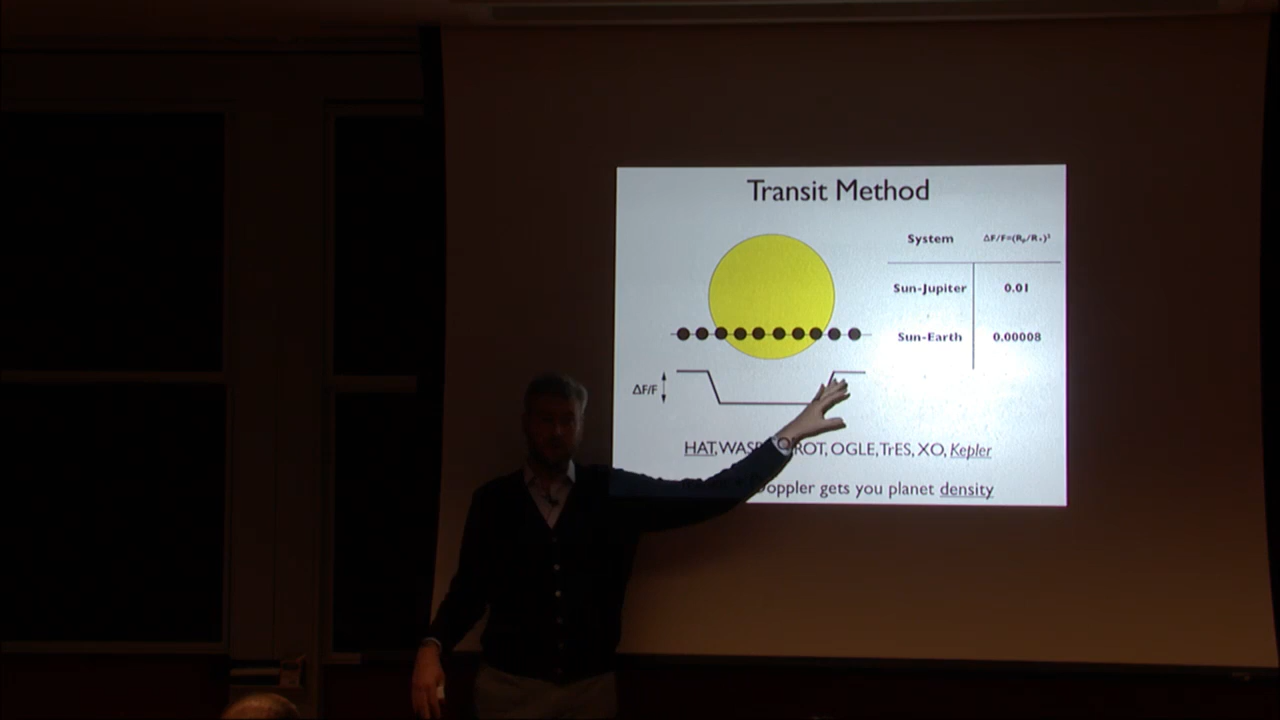 Transit Method
System ΔF/F=(Rₚ/R⋆)²
Sun-Jupiter 0.01
Sun-Earth 0.00008
ΔF/F
HAT, WASP, ROT, OGLE, TrES, XO, Kepler
oppler gets you planet density